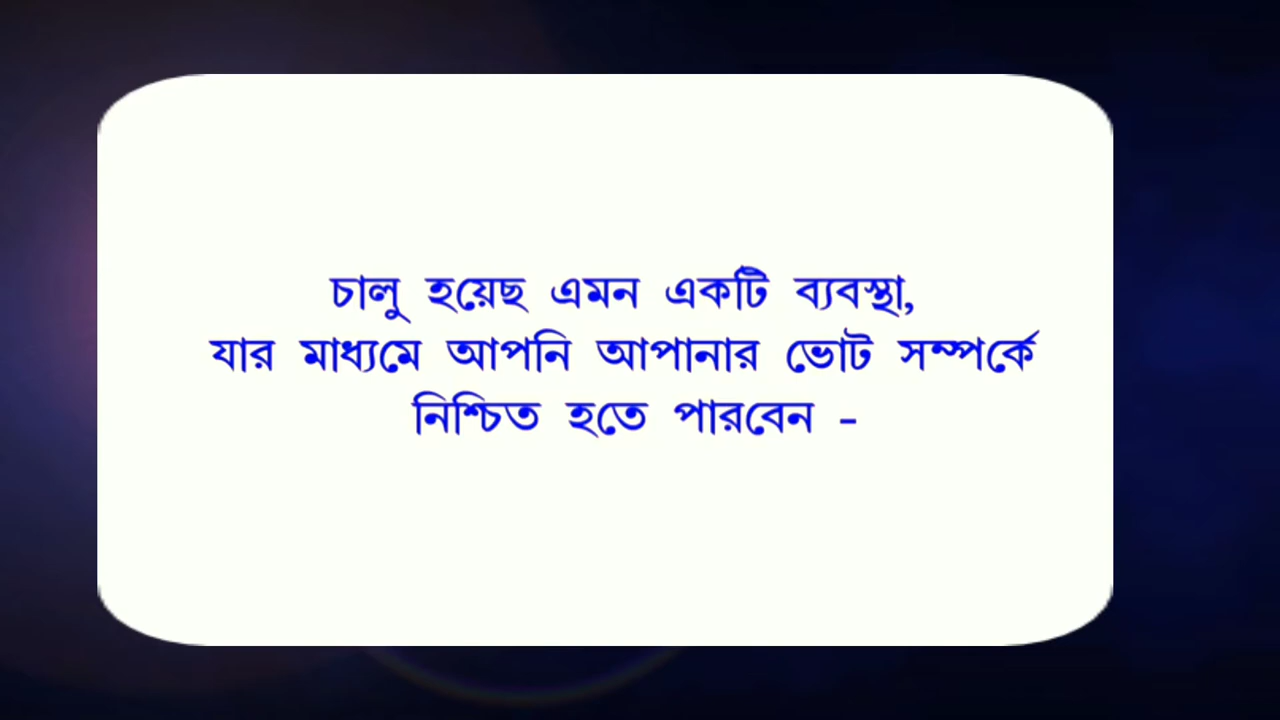 চালু হয়েছ এমন একটি ব্যবস্থা,
যার মাধ্যমে আপনি আপানার ভোট সম্পর্কে
নিশ্চিত হতে পারবেন -